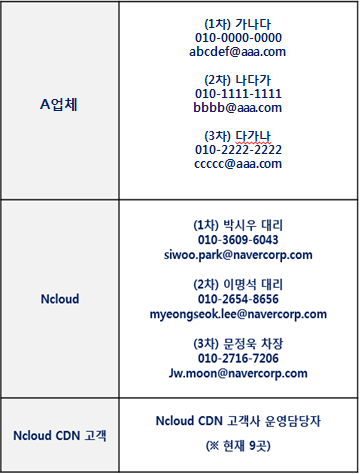 A업체
(1차) 가나다
010-0000-0000
abcdef@aaa.com
(2차) 나다가
010-1111-1111
bbbb@aaa.com
(3차) 다가나
010-2222-2222
ccccc@aaa.com
Ncloud
(1차) 박시우 대리
010-3609-6043
siwoo.park@navercorp.com
(2차) 이명석 대리
010-2654-8656
myeongseok.lee@navercorp.com
(3차) 문정욱 차장
010-2716-7206
Jw.moon@navercorp.com
Ncloud CDN 고객
Ncloud CDN 고객사 운영담당자
(※ 현재 9곳)